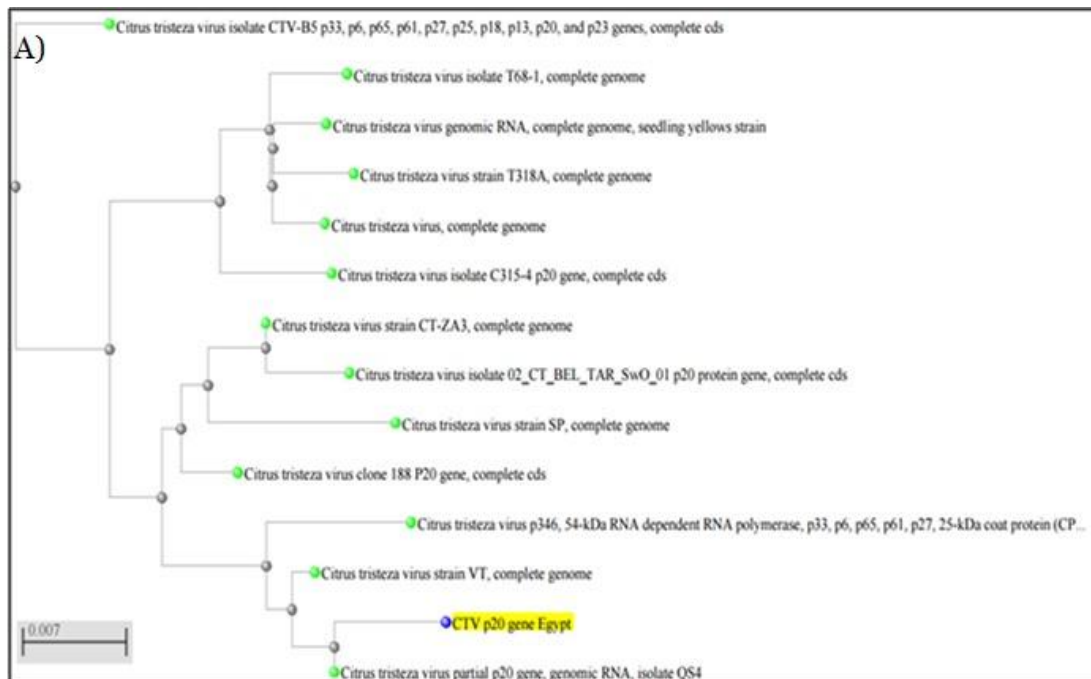 Citrus tristeza virus isolate CTV-B5 p33, p6, p65, p61, p27, p25, p18, p13, p20, and p23 genes, complete cds
A)
Citrus tristeza virus isolate T68-1, complete genome
Citrus tristeza virus genomic RNA, complete genome, seedling yellows strain
Citrus tristeza virus strain T318A, complete genome
Citrus tristeza virus, complete genome
Citrus tristeza virus isolate C315-4 p20 gene, complete cds
Citrus tristeza virus strain CT-ZA3, complete genome
Citrus tristeza virus isolate 02_CT_BEL_TAR_SwO_01 p20 protein gene, complete cds
Citrus tristeza virus strain SP, complete genome
Citrus tristeza virus clone 188 P20 gene, complete cds
Citrus tristeza virus p346, 54-kDa RNA dependent RNA polymerase, p33, p6, p65, p61, p27, 25-kDa coat protein (CP...
Citrus tristeza virus strain VT, complete genome
CTV p20 gene Egypt
0.007
Citrus tristeza virus partial p20 gene, genomic RNA, isolate QS4